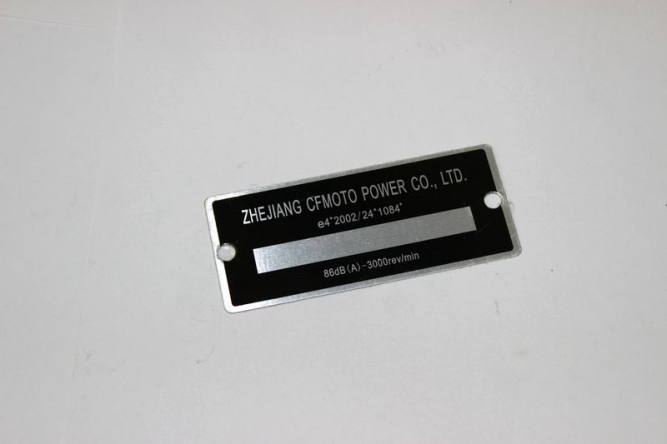 ZHEJIANG CFMOTO POWER CO., LTD.
e4*2002/24*1084*
86dB(A)-3000rev/min